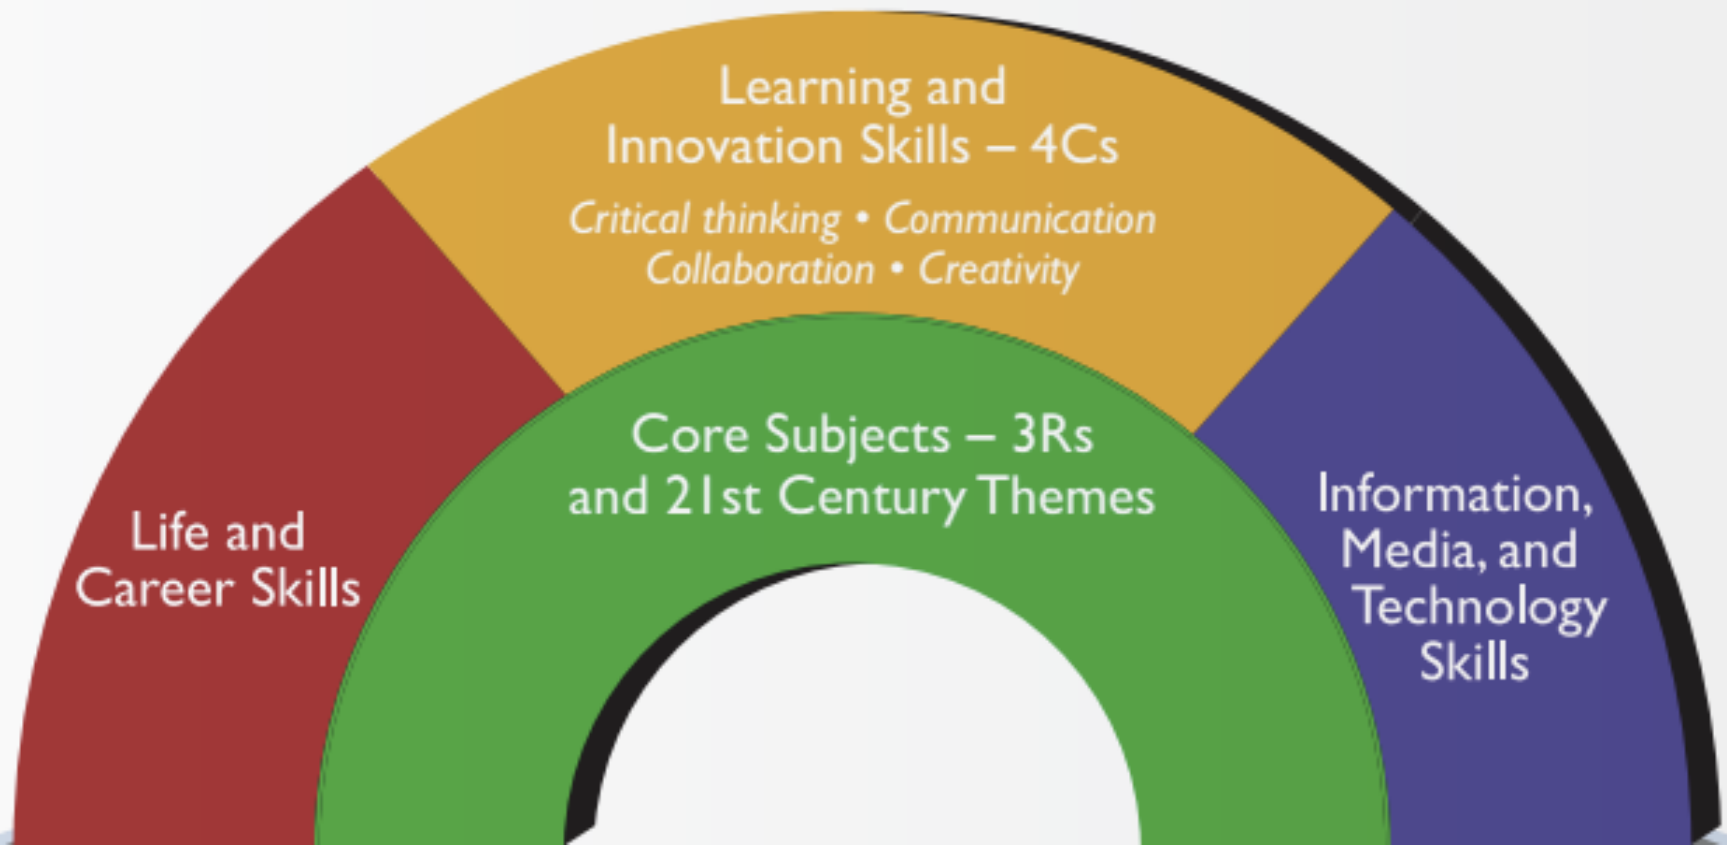 Learning and
Innovation Skills – 4Cs
Critical thinking • Communication
Collaboration • Creativity
Core Subjects – 3Rs
and 21st Century Themes
Life and
Career Skills
Information,
Media, and
Technology
Skills